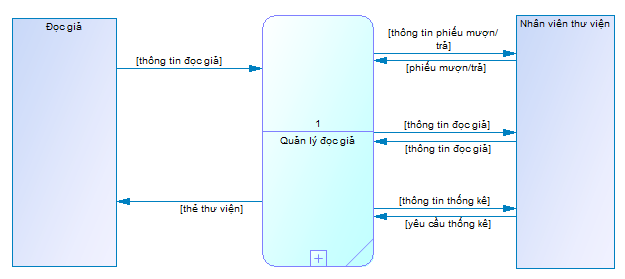 Đọc giả
Nhân viên thư viện
[thông tin phiếu mượn/
trả]
[thông tin đọc giả]
[phiếu mượn/trả]
1
[thông tin đọc giả]
Quản lý đọc giả
[thông tin đọc giả]
[thông tin thống kê]
[thẻ thư viện]
[yêu cầu thống kê]